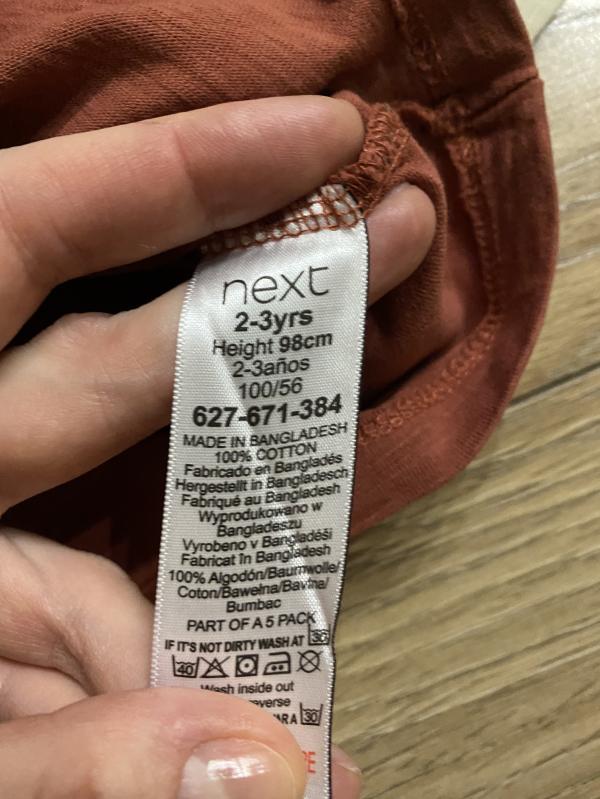 next
2-3yrs
Height 98cm
2-3años
100/56
627-671-384
MADE IN BANGLADESH
100% COTTON
Fabricado en Bangladés
Hergestellt in Bangladesch
Fabriqué au Bangladesh
Wyprodukowano w
Bangladeszu
Vyrobeno v Bangladéši
Fabricat în Bangladesh
100% Algodón/Baumwolle/
Coton/Bawełna/Bavlna/
Bumbac
PART OF A 5 PACK
IF IT'S NOT DIRTY WASH AT 30
40
Wash inside out
30